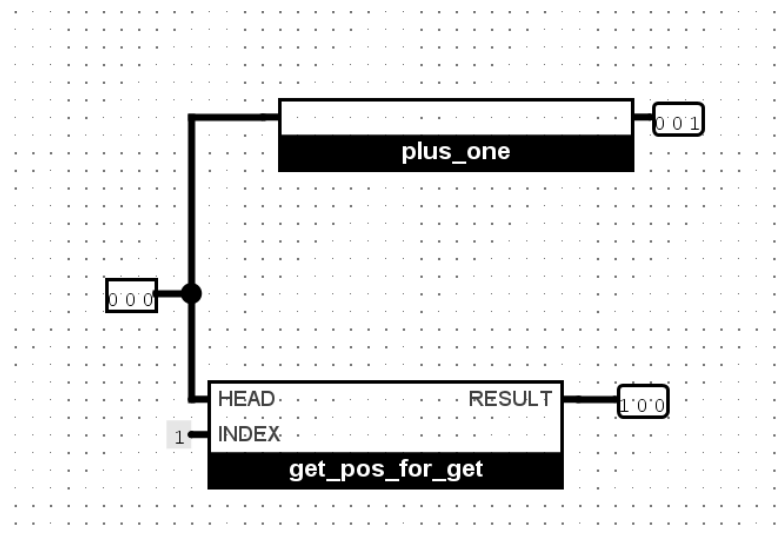 0 0 1
plus_one
0 0 0
HEAD RESULT
1 0 0
1 INDEX
get_pos_for_get